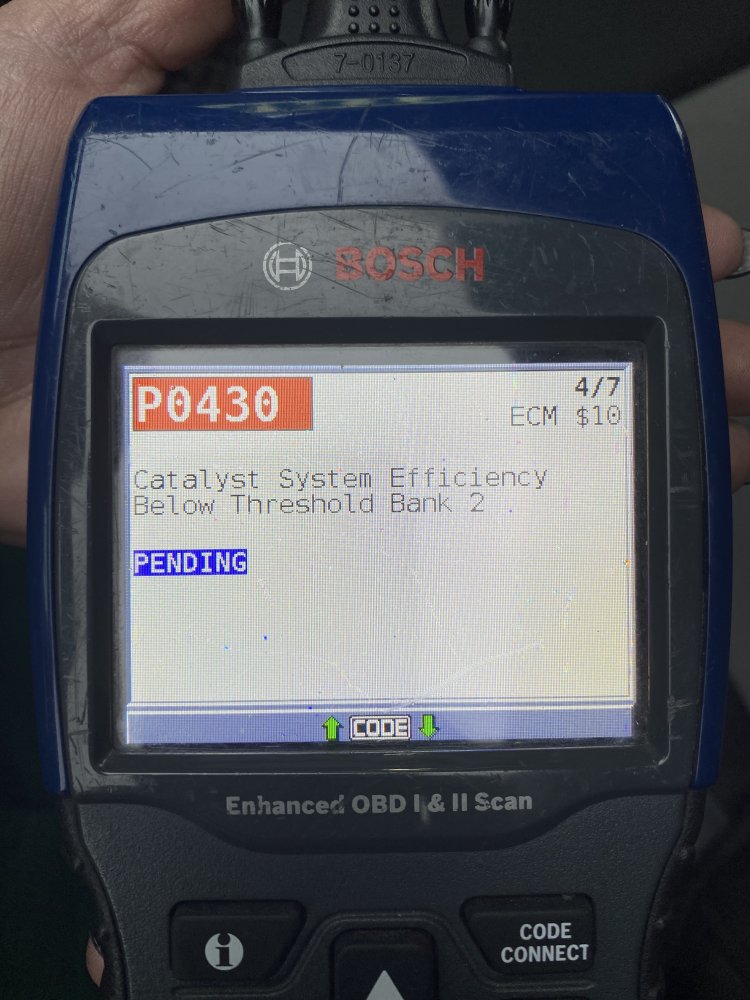 7-0137
BOSCH
P0430
4/7
ECM $10
Catalyst System Efficiency
Below Threshold Bank 2
PENDING
CODE
Enhanced OBD I & II Scan
i
CODE
CONNECT